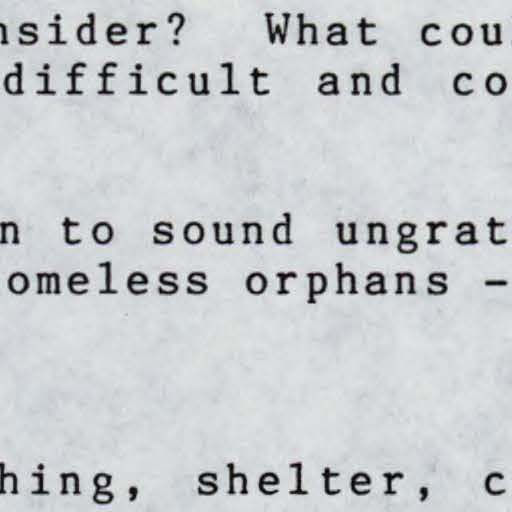 nsider?  What cou
difficult and co
n to sound ungrat
omeless orphans -
hing, shelter, c